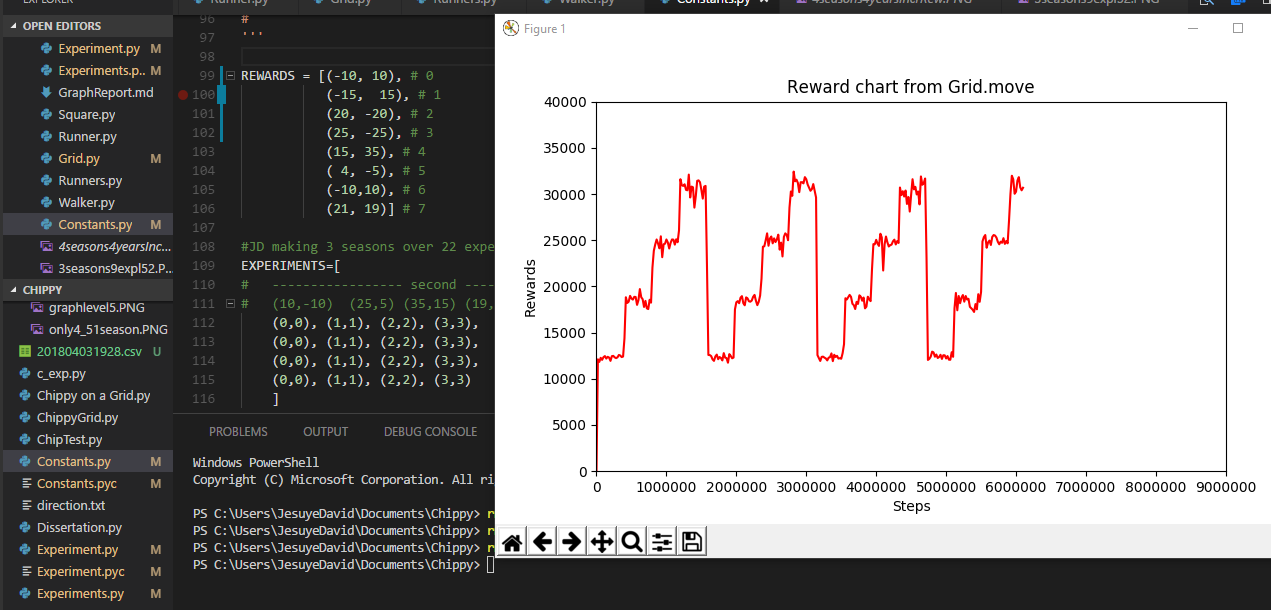 EXPLORER
OPEN EDITORS
Experiment.py M
Experiments.p.. M
GraphReport.md
Square.py
Runner.py
Grid.py M
Runners.py
Walker.py
Constants.py M
4seasons4yearsInc...
3seasons9expl52.P...
CHIPPY
graphlevel5.PNG
only4_51season.PNG
201804031928.csv U
c_exp.py
Chippy on a Grid.py
ChippyGrid.py
ChipTest.py
Constants.py M
Constants.pyc M
direction.txt
Dissertation.py
Experiment.py M
Experiment.pyc M
Experiments.py M
Runner.py Grid.py Runners.py Walker.py Constants.py 4seasons4yearsIncrNew.PNG 3seasons9expl52.PNG
96 #
97 '''
98
99 REWARDS = [(-10, 10), # 0
100 (-15,  15), # 1
101 (20, -20), # 2
102 (25, -25), # 3
103 (15, 35), # 4
104 ( 4, -5), # 5
105 (-10,10), # 6
106 (21, 19)] # 7
107
108 #JD making 3 seasons over 22 expe
109 EXPERIMENTS=[
110 #   ----------------- second ----
111 #   (10,-10)  (25,5) (35,15) (19,
112 (0,0), (1,1), (2,2), (3,3),
113 (0,0), (1,1), (2,2), (3,3),
114 (0,0), (1,1), (2,2), (3,3),
115 (0,0), (1,1), (2,2), (3,3)
116 ]
PROBLEMS OUTPUT DEBUG CONSOLE
Windows PowerShell
Copyright (C) Microsoft Corporation. All ri
PS C:\Users\JesuyeDavid\Documents\Chippy> r
PS C:\Users\JesuyeDavid\Documents\Chippy> r
PS C:\Users\JesuyeDavid\Documents\Chippy> r
PS C:\Users\JesuyeDavid\Documents\Chippy>
Figure 1
Reward chart from Grid.move
40000
35000
30000
25000
20000
15000
10000
5000
0
Rewards
0 1000000 2000000 3000000 4000000 5000000 6000000 7000000 8000000 9000000
Steps